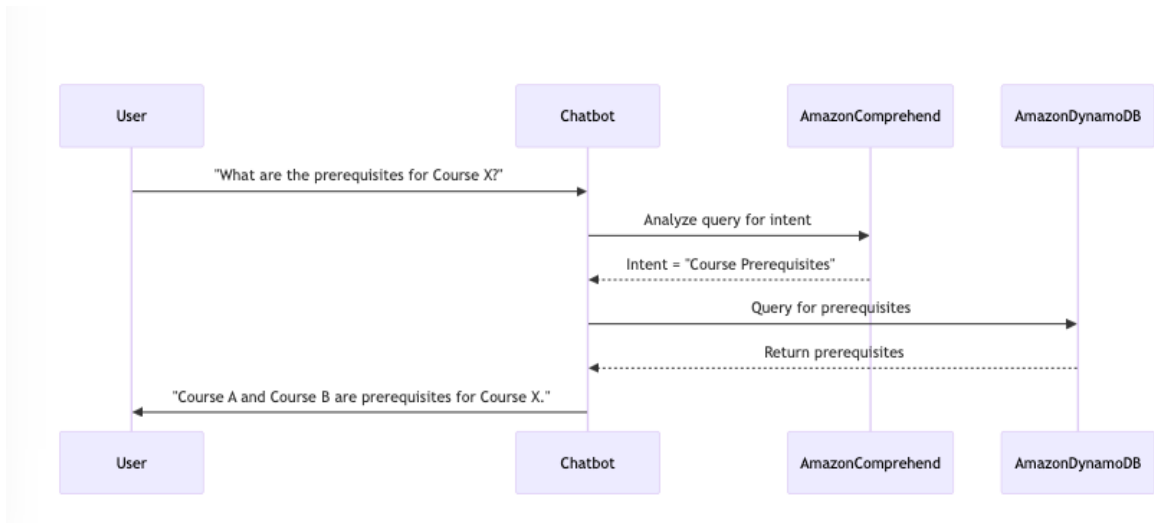 User Chatbot AmazonComprehend AmazonDynamoDB
"What are the prerequisites for Course X?"
Analyze query for intent
Intent = "Course Prerequisites"
Query for prerequisites
Return prerequisites
"Course A and Course B are prerequisites for Course X."
User Chatbot AmazonComprehend AmazonDynamoDB